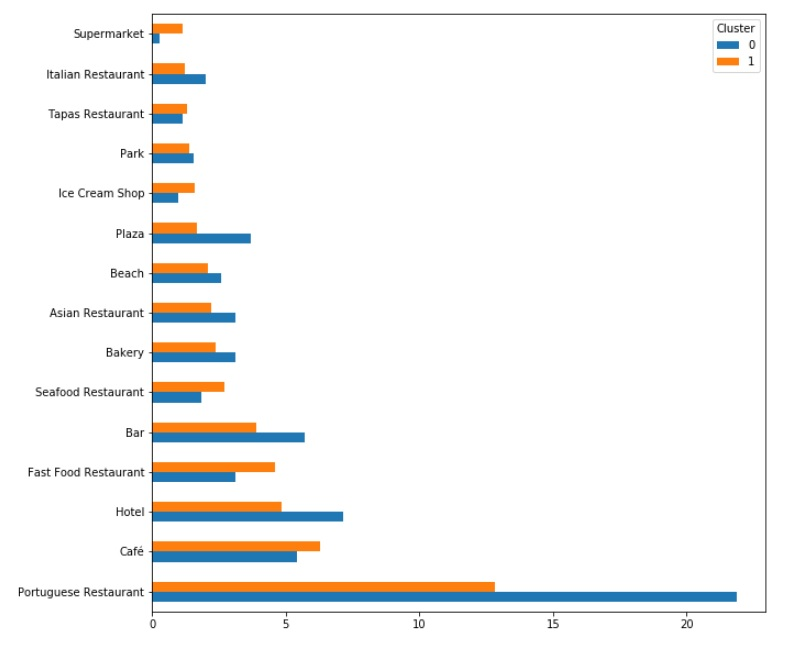 Cluster
0
1
Supermarket
Italian Restaurant
Tapas Restaurant
Park
Ice Cream Shop
Plaza
Beach
Asian Restaurant
Bakery
Seafood Restaurant
Bar
Fast Food Restaurant
Hotel
Café
Portuguese Restaurant
0 5 10 15 20